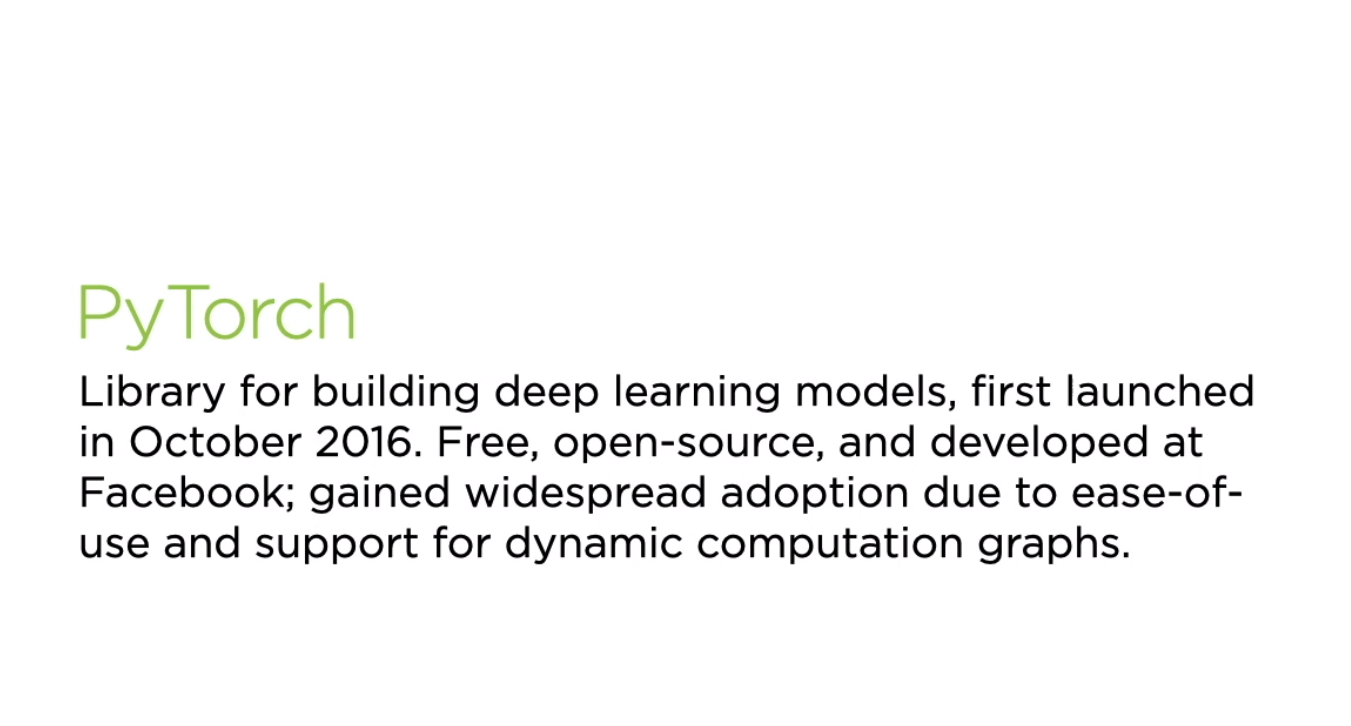 PyTorch
Library for building deep learning models, first launched
in October 2016. Free, open-source, and developed at
Facebook; gained widespread adoption due to ease-of-
use and support for dynamic computation graphs.